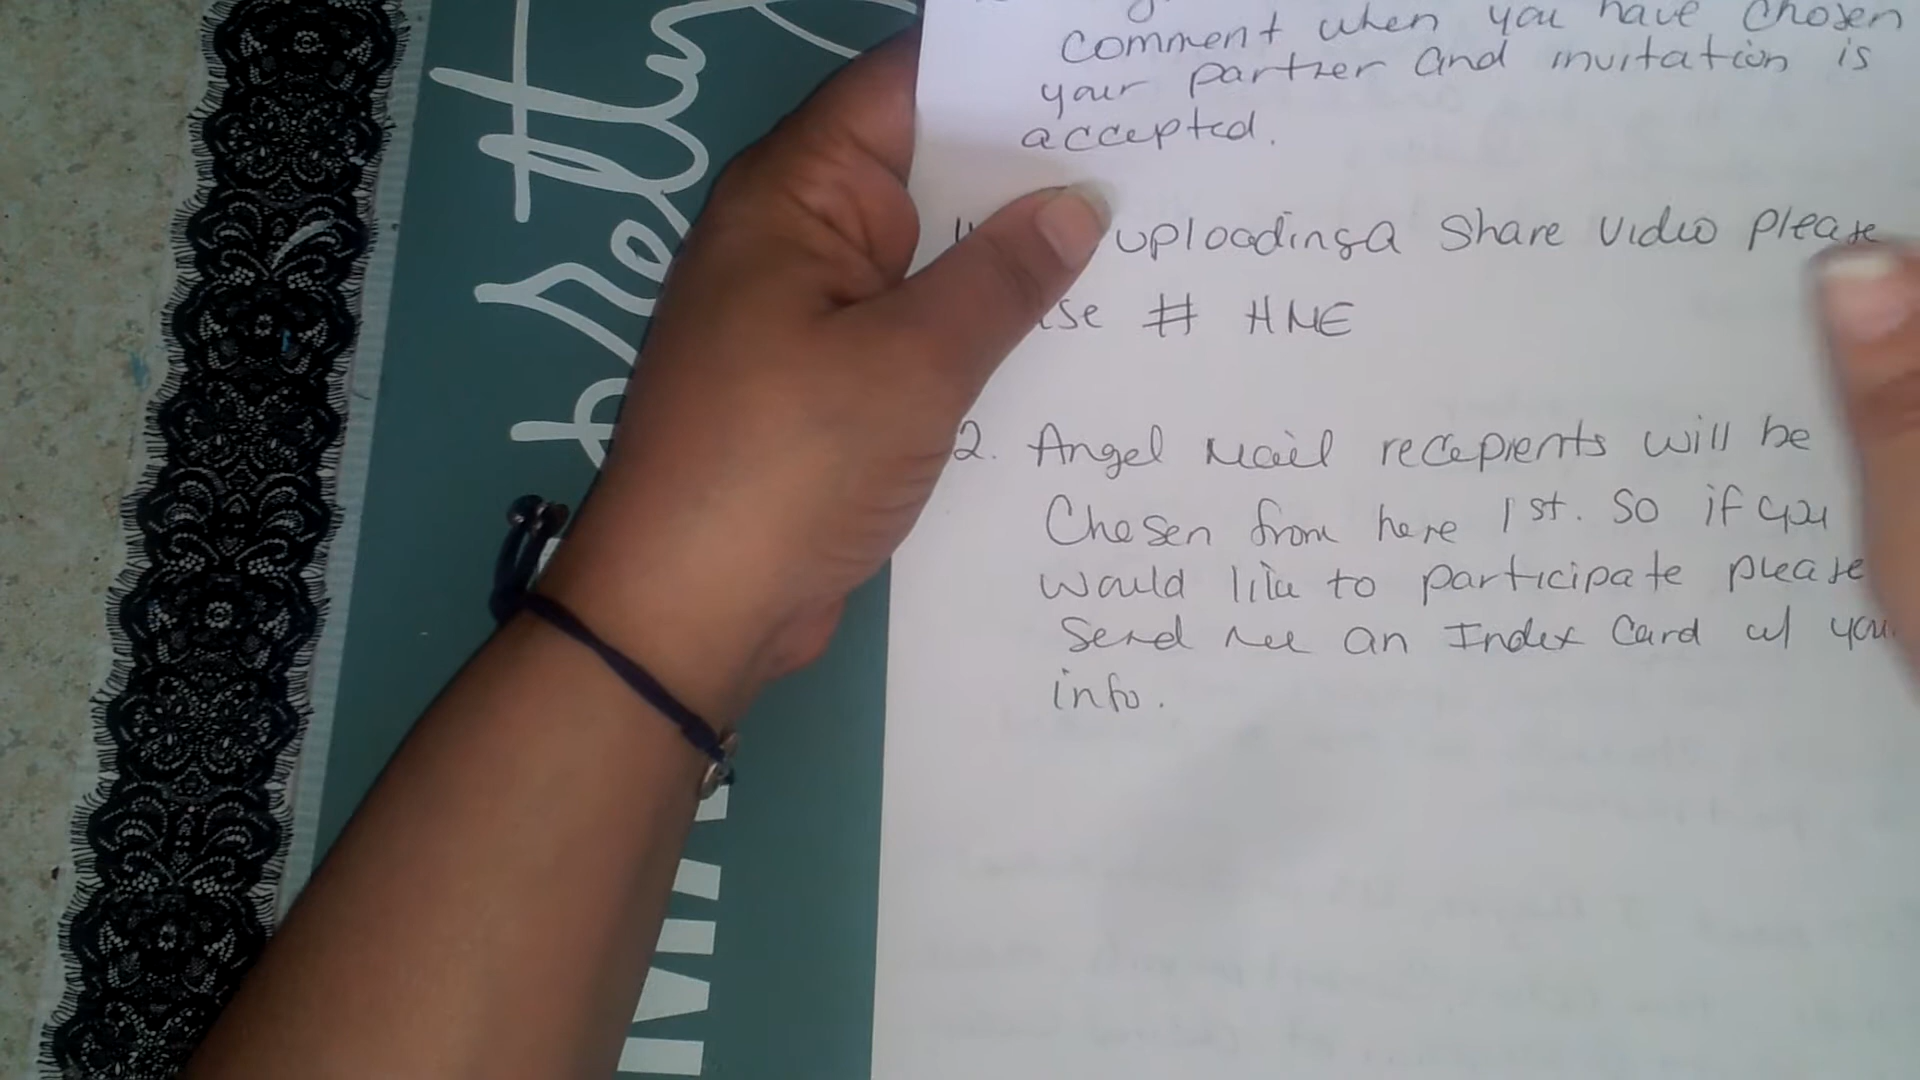 comment when you have chosen
your partner and invitation is
accepted.
uploading a Share Video please
# HME
2. Angel Mail recepients will be
Chosen from here 1st. So if you
would like to participate please
Send me an Index Card w/
info.
pretty